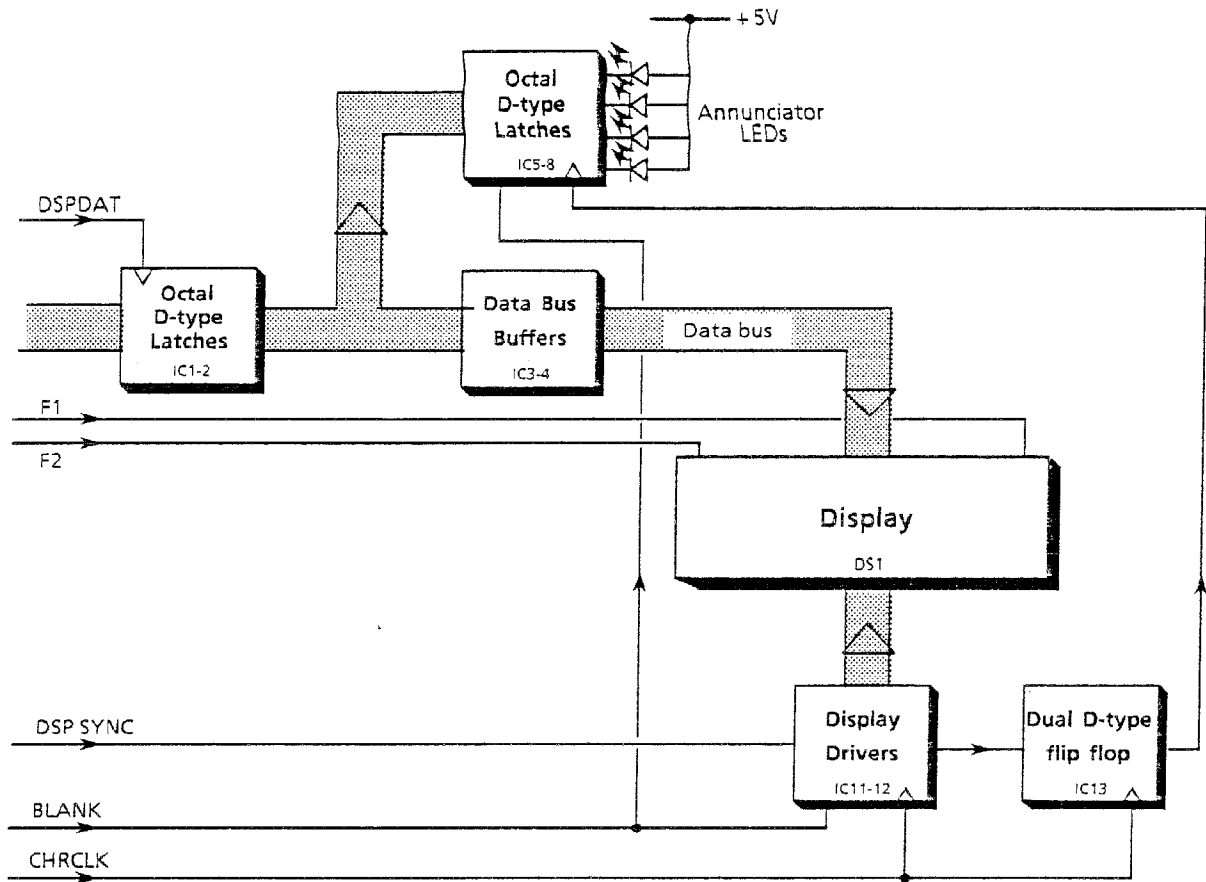 +5V
Octal
D-type
Latches
IC5-8
Annunciator
LEDs
DSPDAT
Octal
D-type
Latches
IC1-2
Data Bus
Buffers
IC3-4
Data bus
F1
F2
Display
DS1
DSP SYNC
Display
Drivers
IC11-12
Dual D-type
flip flop
IC13
BLANK
CHRCLK